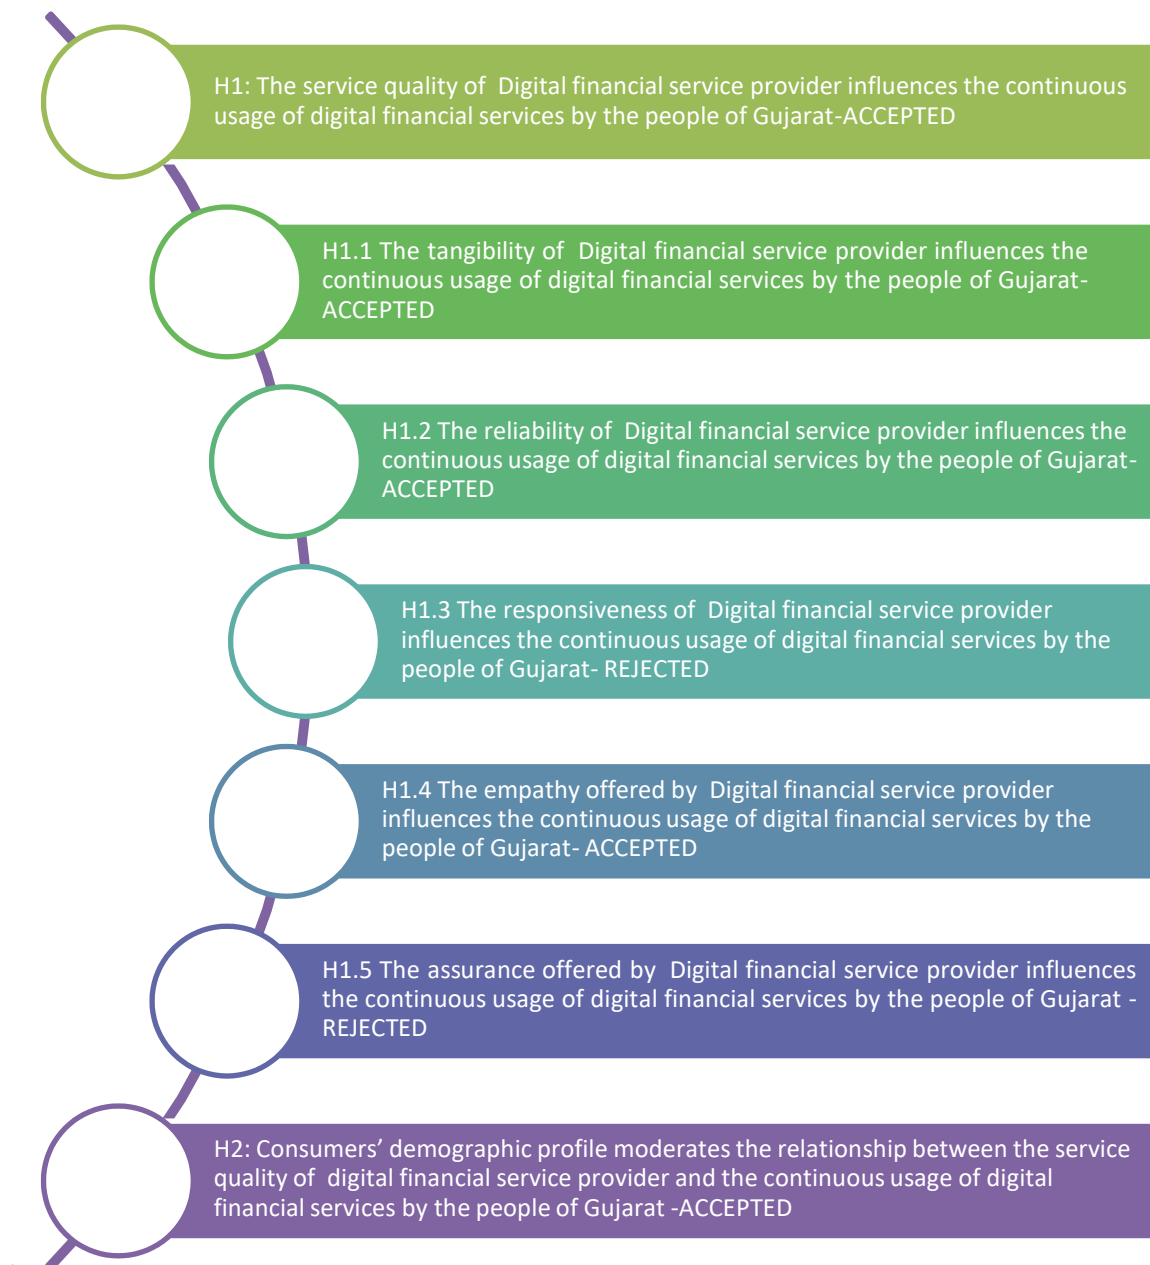 H1: The service quality of  Digital financial service provider influences the continuous
usage of digital financial services by the people of Gujarat-ACCEPTED
H1.1 The tangibility of  Digital financial service provider influences the
continuous usage of digital financial services by the people of Gujarat-
ACCEPTED
H1.2 The reliability of  Digital financial service provider influences the
continuous usage of digital financial services by the people of Gujarat-
ACCEPTED
H1.3 The responsiveness of  Digital financial service provider
influences the continuous usage of digital financial services by the
people of Gujarat- REJECTED
H1.4 The empathy offered by  Digital financial service provider
influences the continuous usage of digital financial services by the
people of Gujarat- ACCEPTED
H1.5 The assurance offered by  Digital financial service provider influences
the continuous usage of digital financial services by the people of Gujarat -
REJECTED
H2: Consumers’ demographic profile moderates the relationship between the service
quality of  digital financial service provider and the continuous usage of digital
financial services by the people of Gujarat -ACCEPTED